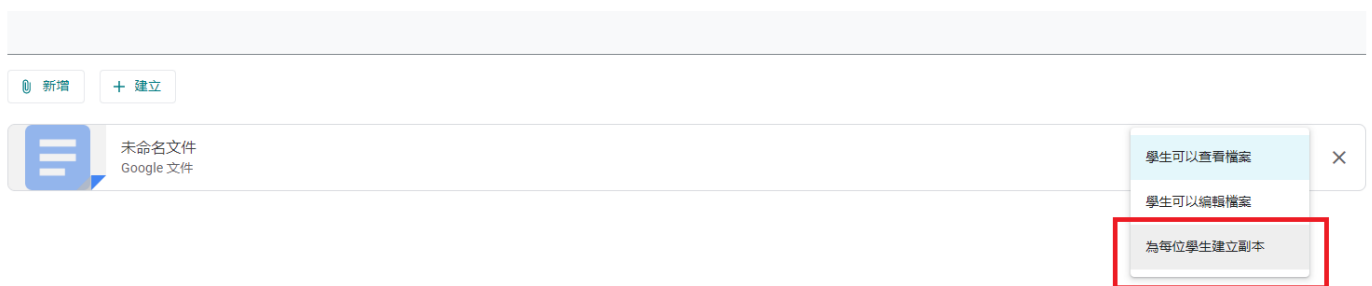 新增
建立
未命名文件
Google 文件
學生可以查看檔案
學生可以編輯檔案
為每位學生建立副本